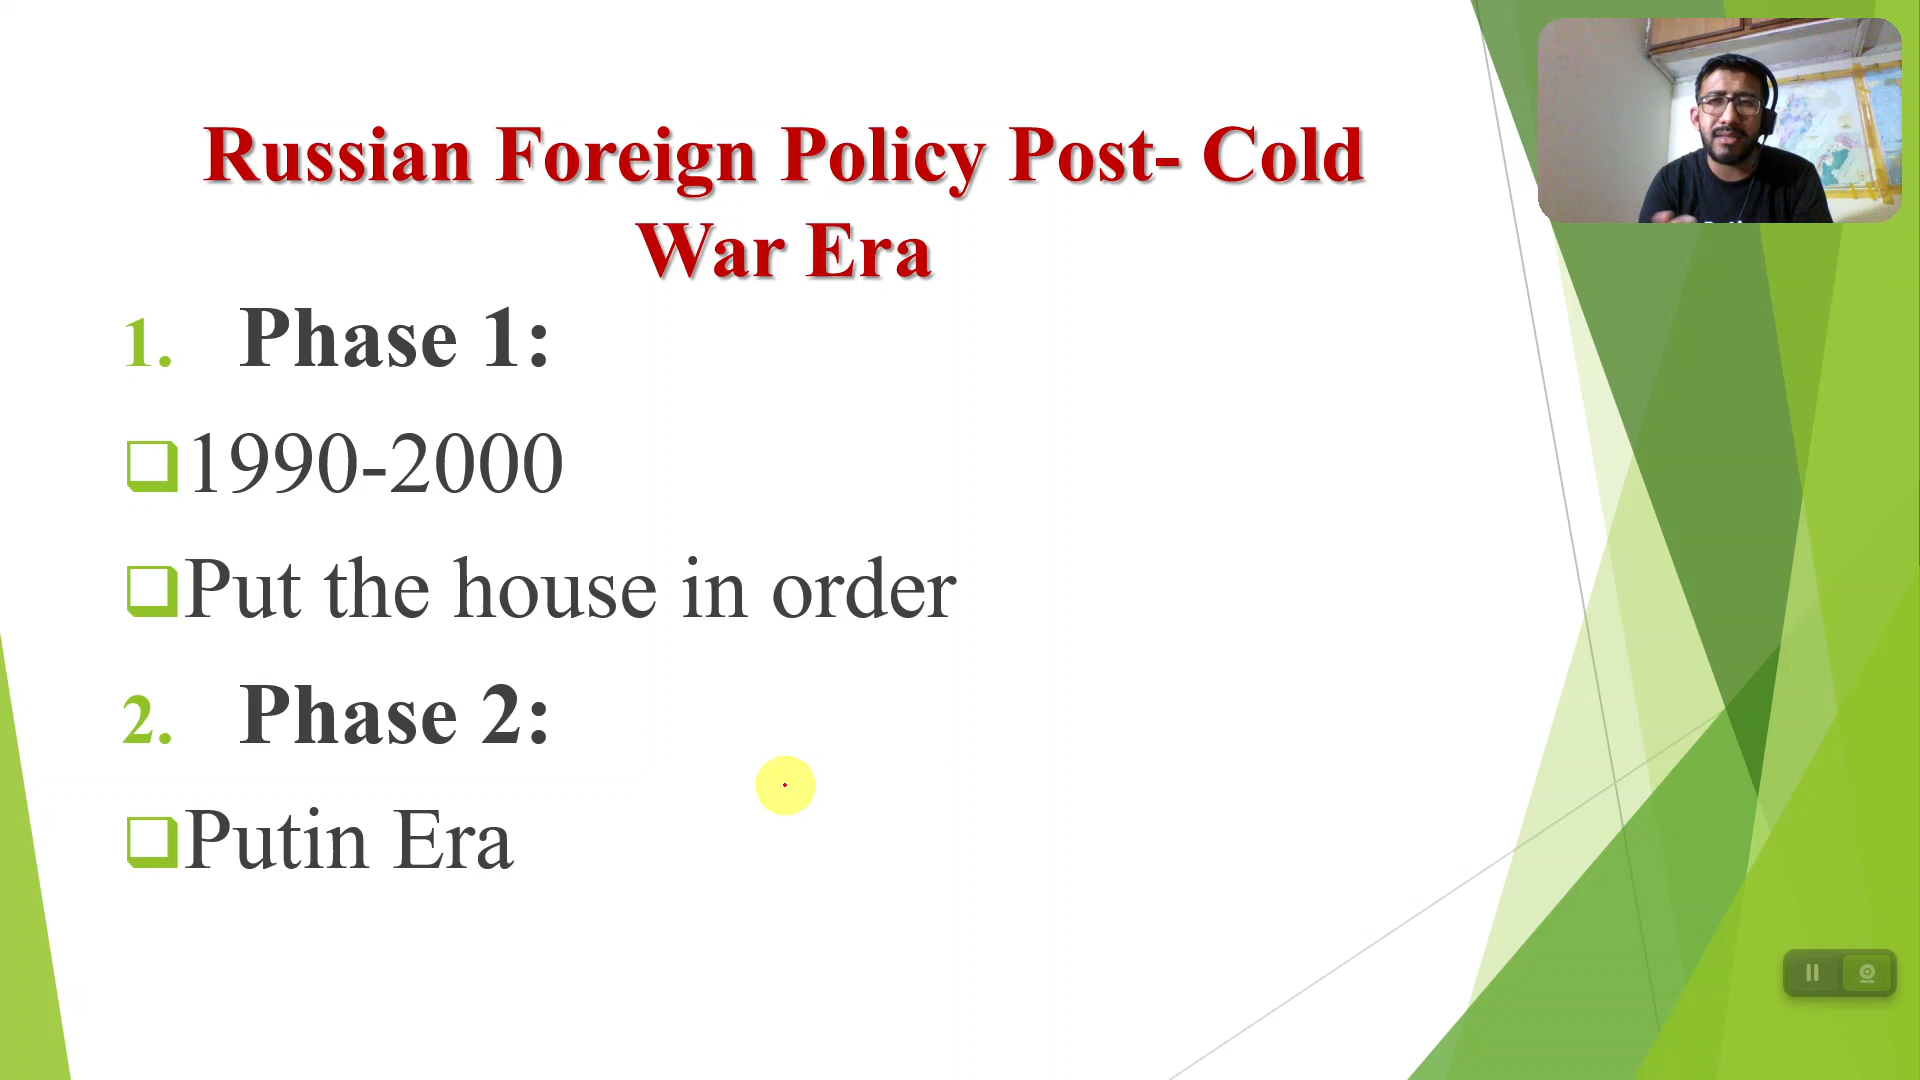 Russian Foreign Policy Post- Cold
War Era
1. Phase 1:
1990-2000
Put the house in order
2. Phase 2:
Putin Era